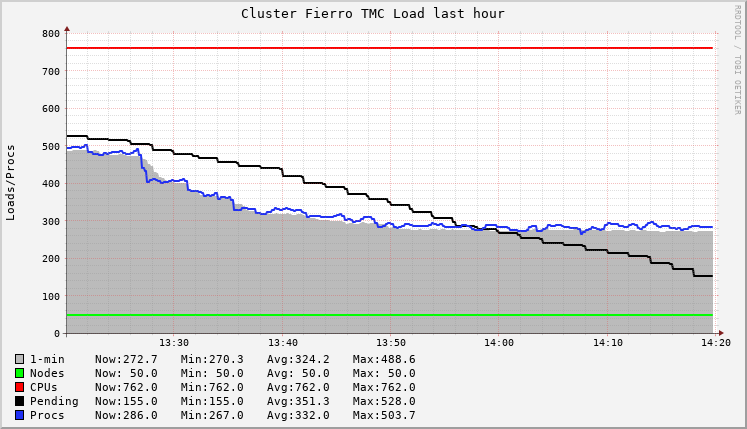 Cluster Fierro TMC Load last hour
RRDTOOL / TOBI OETIKER
Loads/Procs
800
700
600
500
400
300
200
100
0
13:30 13:40 13:50 14:00 14:10 14:20
1-min Now:272.7 Min:270.3 Avg:324.2 Max:488.6
Nodes Now: 50.0 Min: 50.0 Avg: 50.0 Max: 50.0
CPUs Now:762.0 Min:762.0 Avg:762.0 Max:762.0
Pending Now:155.0 Min:155.0 Avg:351.3 Max:528.0
Procs Now:286.0 Min:267.0 Avg:332.0 Max:503.7